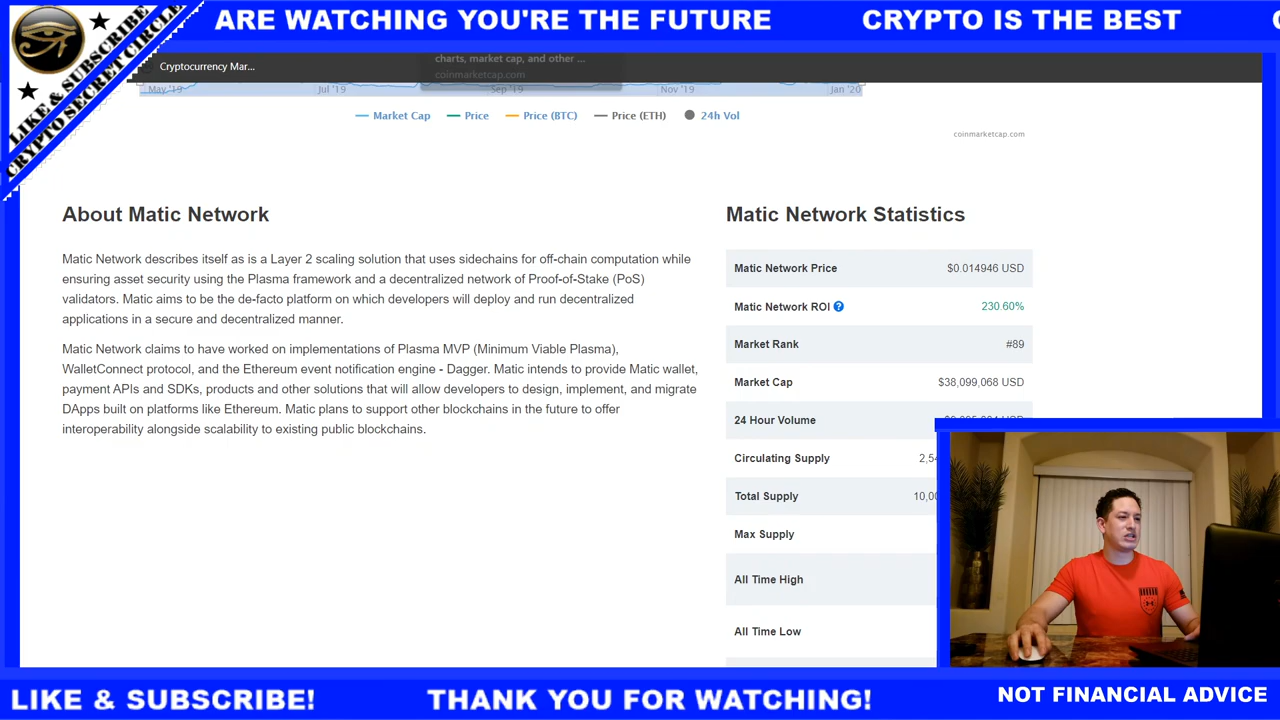 ARE WATCHING YOU'RE THE FUTURE
CRYPTO IS THE BEST
LIKE & SUBSCRIBE
CRYPTO SECRET CIRCLE
Cryptocurrency Mar...
charts, market cap, and other ...
coinmarketcap.com
May '19
Jul '19
Sep '19
Nov '19
Jan '20
Market Cap
Price
Price (BTC)
Price (ETH)
24h Vol
coinmarketcap.com
About Matic Network
Matic Network describes itself as is a Layer 2 scaling solution that uses sidechains for off-chain computation while
ensuring asset security using the Plasma framework and a decentralized network of Proof-of-Stake (PoS)
validators. Matic aims to be the de-facto platform on which developers will deploy and run decentralized
applications in a secure and decentralized manner.
Matic Network claims to have worked on implementations of Plasma MVP (Minimum Viable Plasma),
WalletConnect protocol, and the Ethereum event notification engine - Dagger. Matic intends to provide Matic wallet,
payment APIs and SDKs, products and other solutions that will allow developers to design, implement, and migrate
DApps built on platforms like Ethereum. Matic plans to support other blockchains in the future to offer
interoperability alongside scalability to existing public blockchains.
Matic Network Statistics
Matic Network Price $0.014946 USD
Matic Network ROI ? 230.60%
Market Rank #89
Market Cap $38,099,068 USD
24 Hour Volume
Circulating Supply 2,54
Total Supply 10,00
Max Supply
All Time High
All Time Low
LIKE & SUBSCRIBE!
THANK YOU FOR WATCHING!
NOT FINANCIAL ADVICE